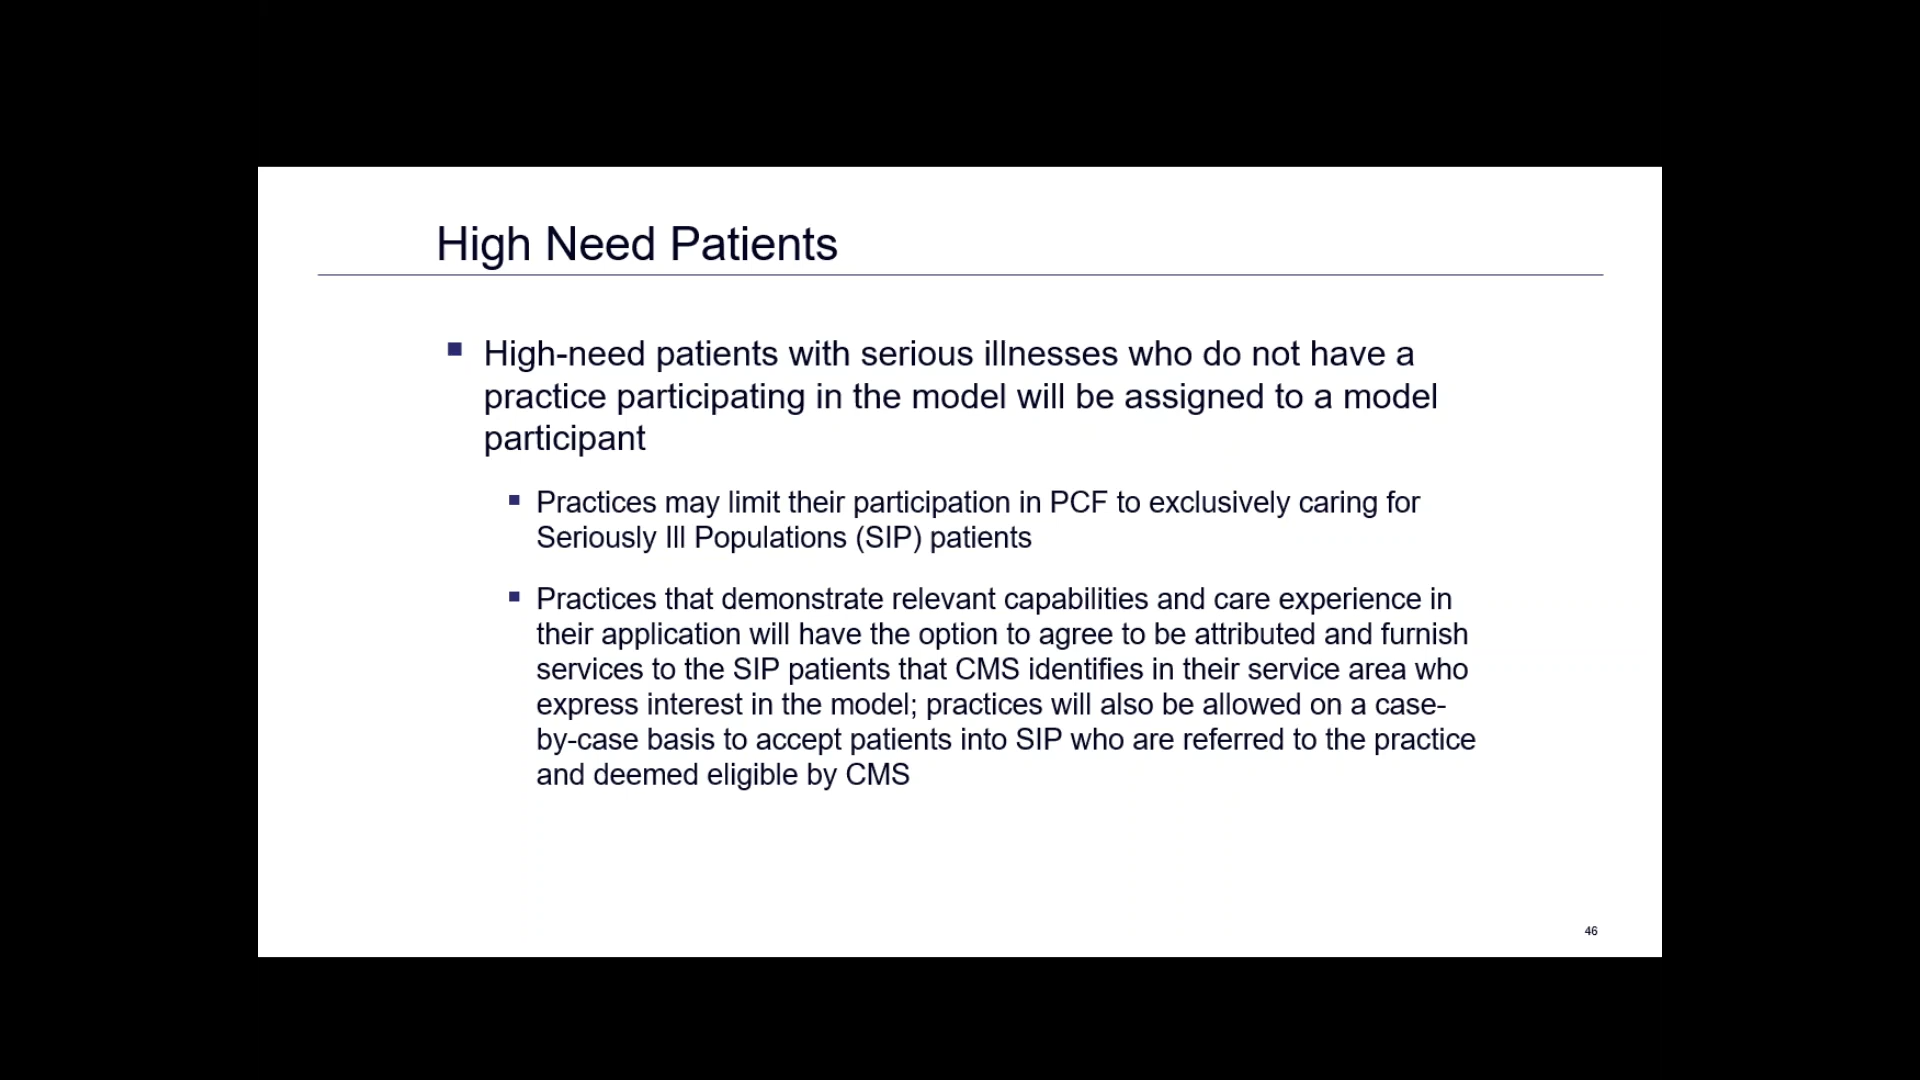 High Need Patients
High-need patients with serious illnesses who do not have a
practice participating in the model will be assigned to a model
participant
Practices may limit their participation in PCF to exclusively caring for
Seriously Ill Populations (SIP) patients
Practices that demonstrate relevant capabilities and care experience in
their application will have the option to agree to be attributed and furnish
services to the SIP patients that CMS identifies in their service area who
express interest in the model; practices will also be allowed on a case-
by-case basis to accept patients into SIP who are referred to the practice
and deemed eligible by CMS
46